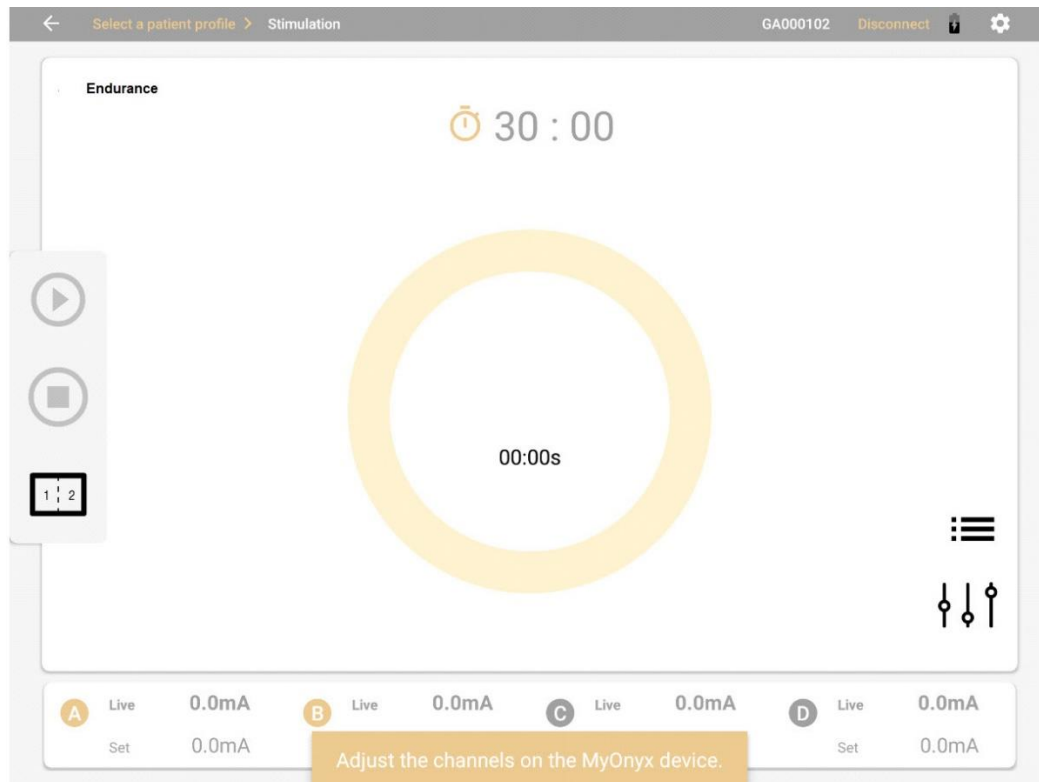 Select a patient profile > Stimulation GA000102 Disconnect
Endurance
30 : 00
00:00s
1 2
A Live 0.0mA B Live 0.0mA C Live 0.0mA D Live 0.0mA
Set 0.0mA Set 0.0mA
Adjust the channels on the MyOnyx device.